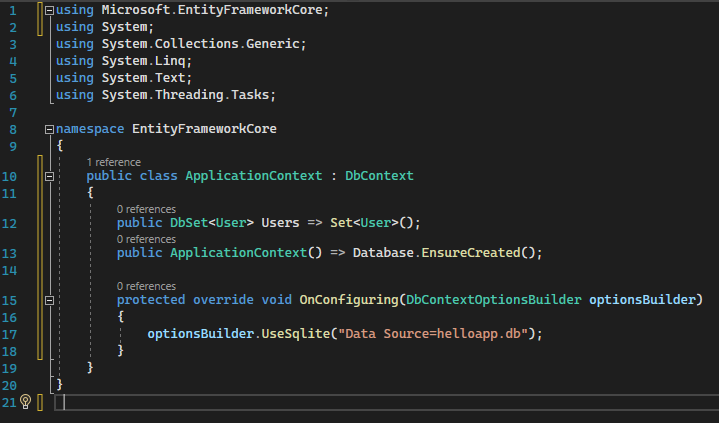 1 using Microsoft.EntityFrameworkCore;
2 using System;
3 using System.Collections.Generic;
4 using System.Linq;
5 using System.Text;
6 using System.Threading.Tasks;
7
8 namespace EntityFrameworkCore
9 {
1 reference
10 public class ApplicationContext : DbContext
11 {
0 references
12 public DbSet<User> Users => Set<User>();
0 references
13 public ApplicationContext() => Database.EnsureCreated();
14
0 references
15 protected override void OnConfiguring(DbContextOptionsBuilder optionsBuilder)
16 {
17 optionsBuilder.UseSqlite("Data Source=helloapp.db");
18 }
19 }
20 }
21